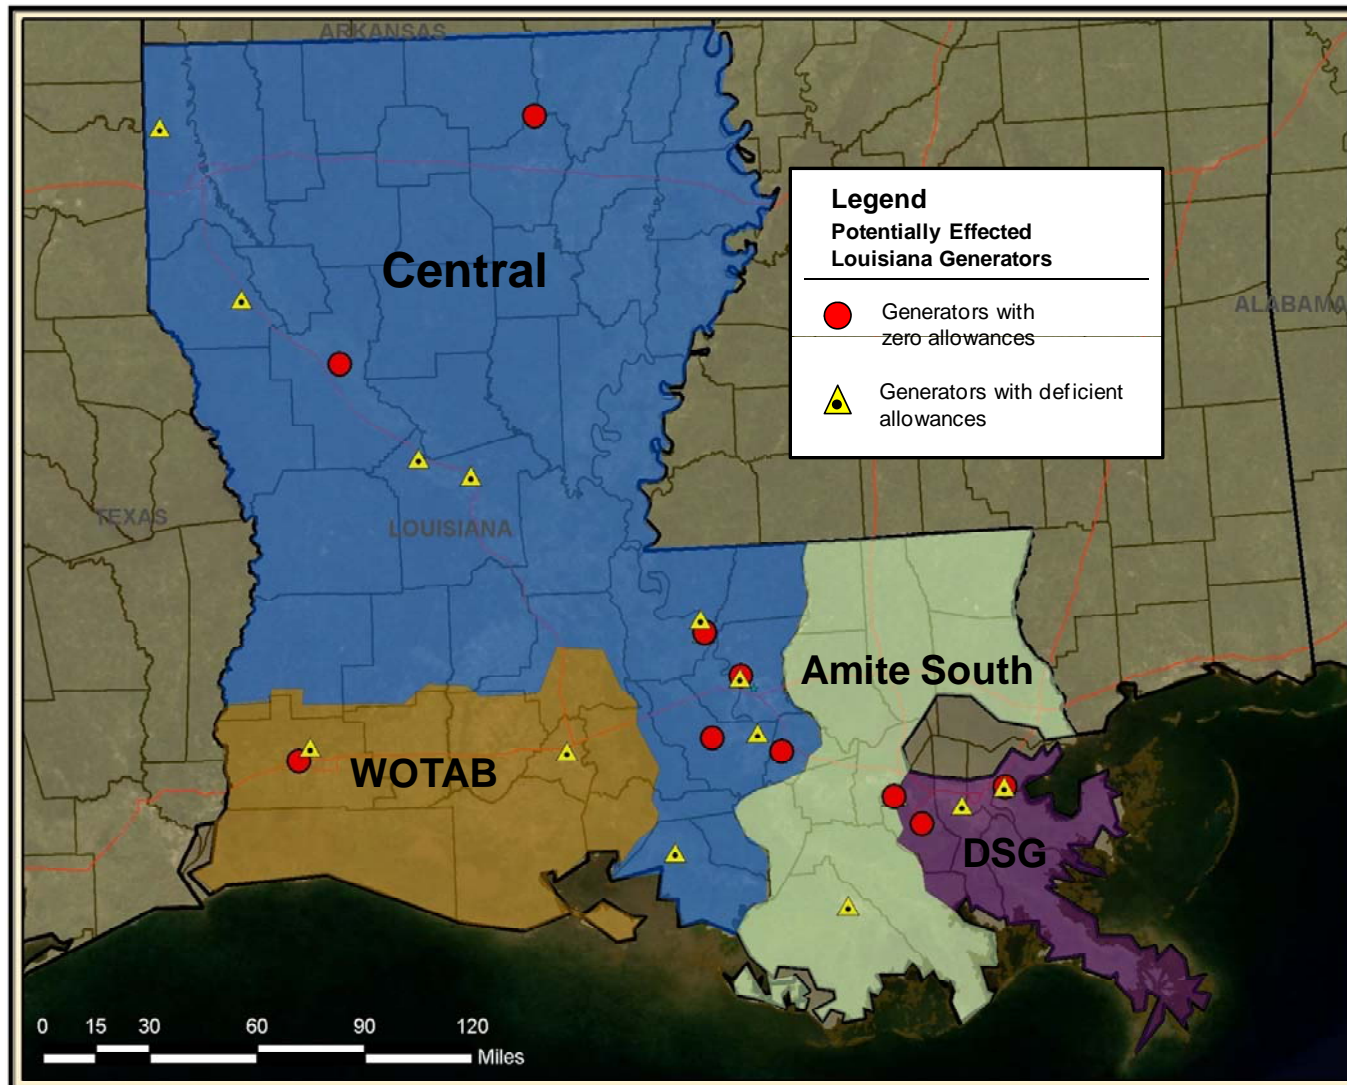 ARKANSAS
Legend
Potentially Effected
Louisiana Generators
Central
ALABAMA
Generators with
zero allowances
Generators with deficient
allowances
TEXAS
LOUISIANA
Amite South
WOTAB
DSG
0 15 30 60 90 120
Miles